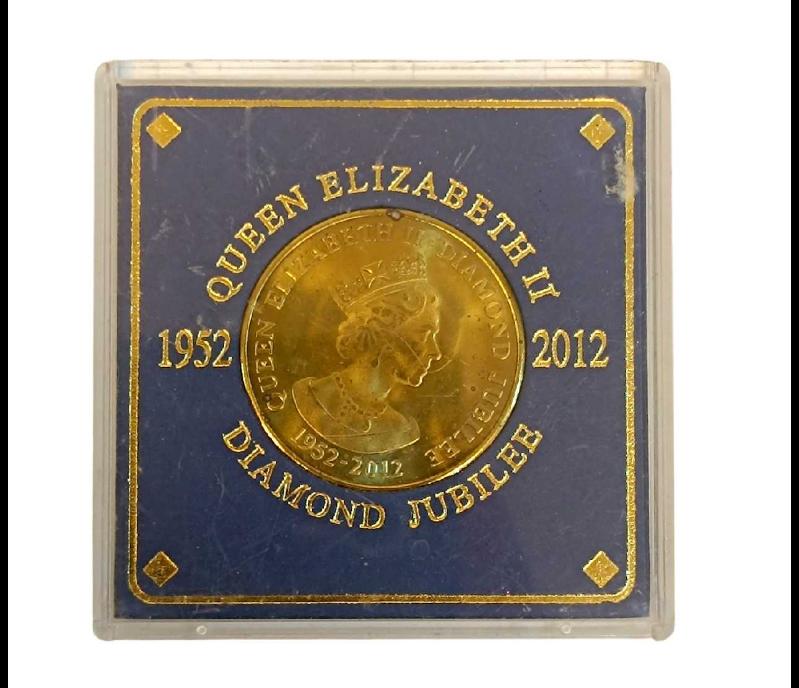 QUEEN ELIZABETH II
1952
2012
DIAMOND JUBILEE
QUEEN ELIZABETH II DIAMOND JUBILEE
1952-2012